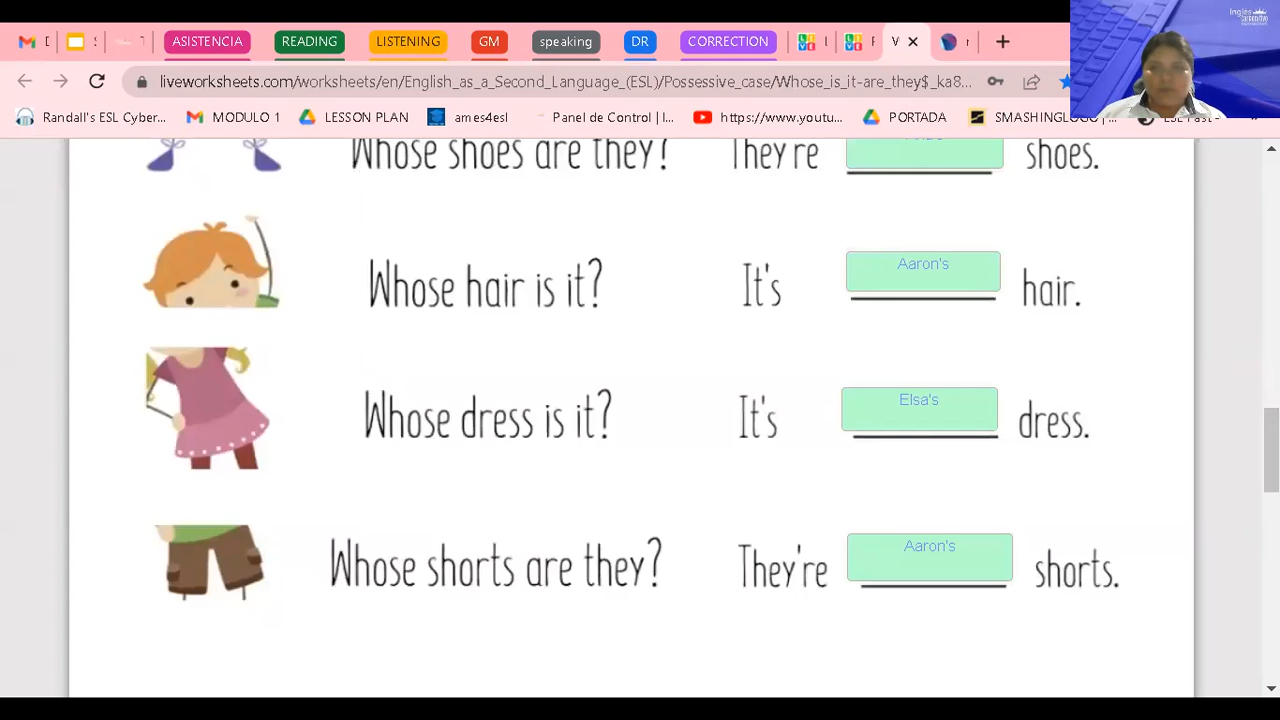 ASISTENCIA READING LISTENING GM speaking DR CORRECTION
liveworksheets.com/worksheets/en/English_as_a_Second_Language_(ESL)/Possessive_case/Whose_is_it-are_they$_ka8...
Randall's ESL Cyber... MODULO 1 LESSON PLAN ames4esl Panel de Control | I... https://www.youtu... PORTADA SMASHINGLOGO |...
Whose shoes are they? They're shoes.
Whose hair is it? It's Aaron's hair.
Whose dress is it? It's Elsa's dress.
Whose shorts are they? They're Aaron's shorts.